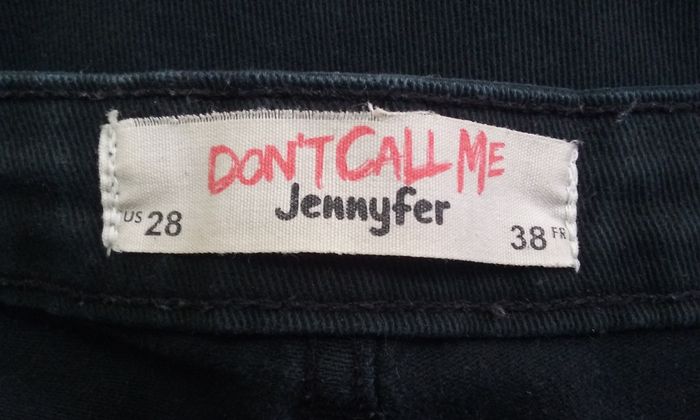 DON'T CALL ME
Jennyfer
US 28
38 FR